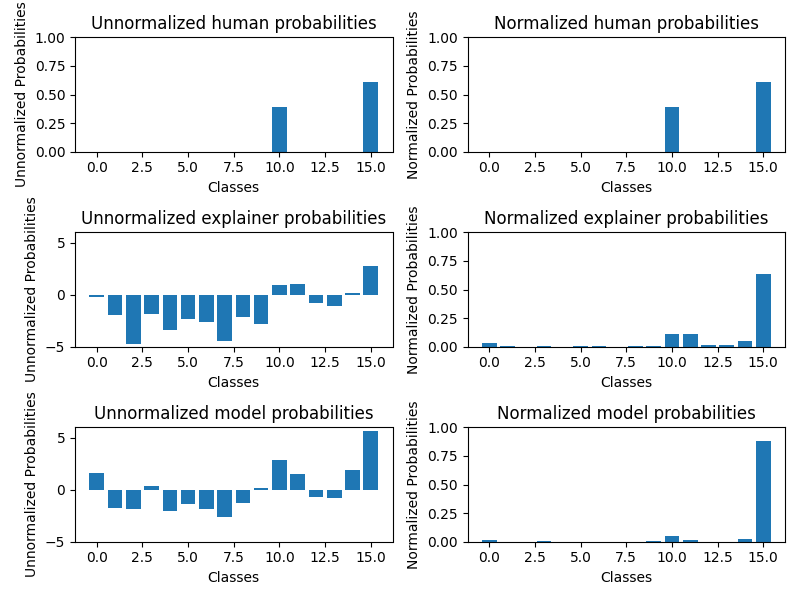 Unnormalized human probabilities
Unnormalized Probabilities
1.00
0.75
0.50
0.25
0.00
0.0 2.5 5.0 7.5 10.0 12.5 15.0
Classes
Normalized human probabilities
Normalized Probabilities
1.00
0.75
0.50
0.25
0.00
0.0 2.5 5.0 7.5 10.0 12.5 15.0
Classes
Unnormalized explainer probabilities
Unnormalized Probabilities
5
0
−5
0.0 2.5 5.0 7.5 10.0 12.5 15.0
Classes
Normalized explainer probabilities
Normalized Probabilities
1.00
0.75
0.50
0.25
0.00
0.0 2.5 5.0 7.5 10.0 12.5 15.0
Classes
Unnormalized model probabilities
Unnormalized Probabilities
5
0
−5
0.0 2.5 5.0 7.5 10.0 12.5 15.0
Classes
Normalized model probabilities
Normalized Probabilities
1.00
0.75
0.50
0.25
0.00
0.0 2.5 5.0 7.5 10.0 12.5 15.0
Classes